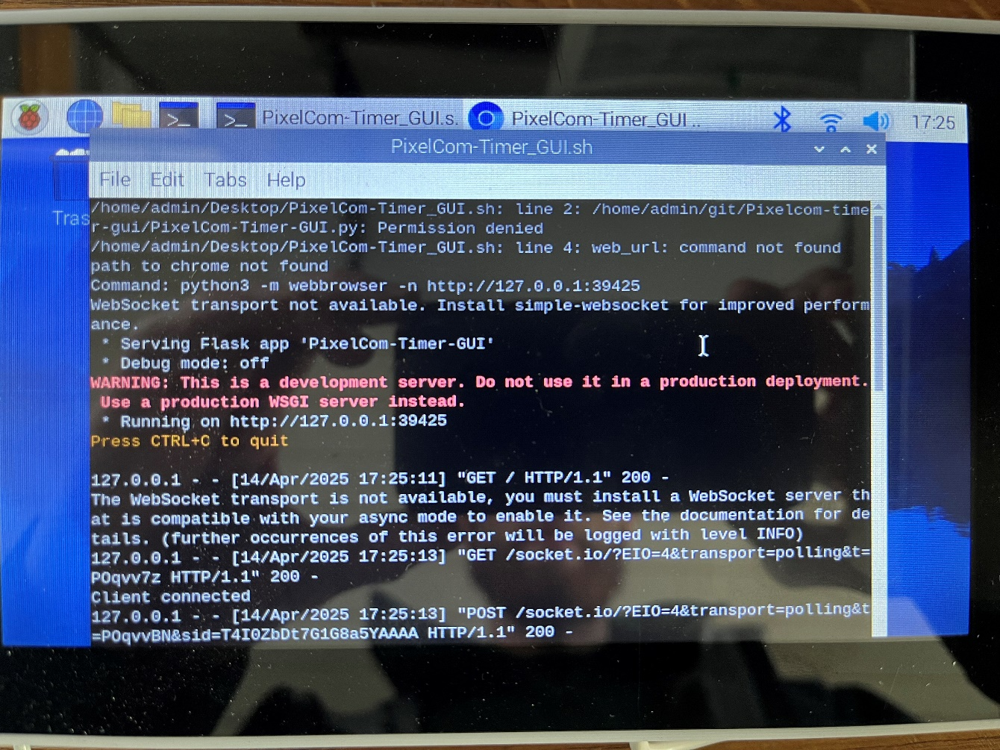 PixelCom-Timer_GUI.s.
PixelCom-Timer_GUI ..
17:25
PixelCom-Timer_GUI.sh
File Edit Tabs Help
Tras
/home/admin/Desktop/PixelCom-Timer_GUI.sh: line 2: /home/admin/git/Pixelcom-time
r-gui/PixelCom-Timer-GUI.py: Permission denied
/home/admin/Desktop/PixelCom-Timer_GUI.sh: line 4: web_url: command not found
path to chrome not found
Command: python3 -m webbrowser -n http://127.0.0.1:39425
WebSocket transport not available. Install simple-websocket for improved perform
ance.
* Serving Flask app 'PixelCom-Timer-GUI'
* Debug mode: off
WARNING: This is a development server. Do not use it in a production deployment.
Use a production WSGI server instead.
* Running on http://127.0.0.1:39425
Press CTRL+C to quit
127.0.0.1 - - [14/Apr/2025 17:25:11] "GET / HTTP/1.1" 200 -
The WebSocket transport is not available, you must install a WebSocket server th
at is compatible with your async mode to enable it. See the documentation for de
tails. (further occurrences of this error will be logged with level INFO)
127.0.0.1 - - [14/Apr/2025 17:25:13] "GET /socket.io/?EIO=4&transport=polling&t=
POqvv7z HTTP/1.1" 200 -
Client connected
127.0.0.1 - - [14/Apr/2025 17:25:13] "POST /socket.io/?EIO=4&transport=polling&t
=POqvvBN&sid=T4I0ZbDt7G1G8a5YAAAA HTTP/1.1" 200 -